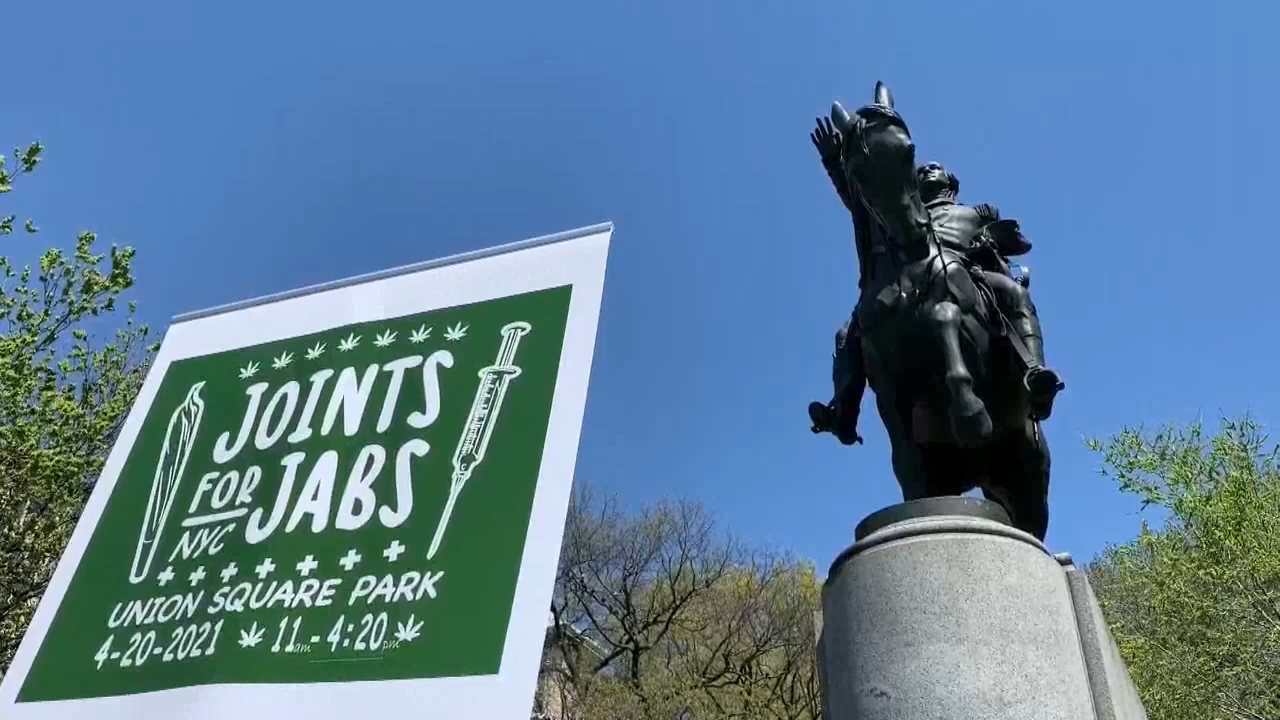 JOINTS
FOR JABS
NYC
UNION SQUARE PARK
4-20-2021 11am - 4:20pm